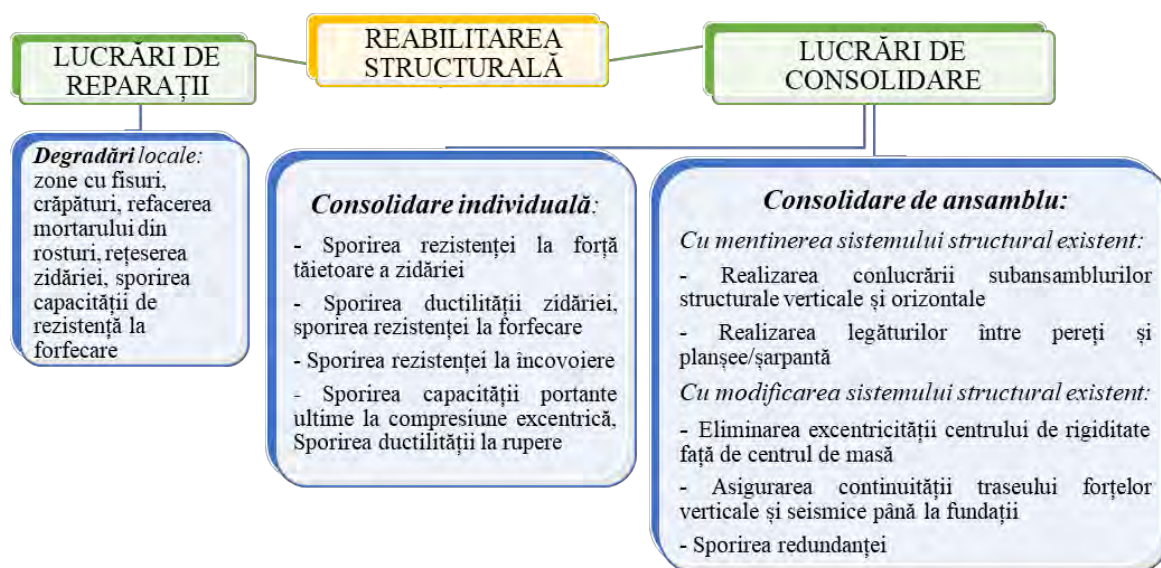 LUCRĂRI DE
REPARAȚII
REABILITAREA
STRUCTURALĂ
LUCRĂRI DE
CONSOLIDARE
Degradări locale:
zone cu fisuri,
crăpături, refacerea
mortarului din
rosturi, rețeserea
zidăriei, sporirea
capacității de
rezistență la
forfecare
Consolidare individuală:
- Sporirea rezistenței la forță
tăietoare a zidăriei
- Sporirea ductilității zidăriei,
sporirea rezistenței la forfecare
- Sporirea rezistenței la încovoiere
- Sporirea capacității portante
ultime la compresiune excentrică,
Sporirea ductilității la rupere
Consolidare de ansamblu:
Cu mentinerea sistemului structural existent:
- Realizarea conlucrării subansamblurilor
structurale verticale și orizontale
- Realizarea legăturilor între pereți și
planșee/șarpantă
Cu modificarea sistemului structural existent:
- Eliminarea excentricității centrului de rigiditate
față de centrul de masă
- Asigurarea continuității traseului forțelor
verticale și seismice până la fundații
- Sporirea redundanței